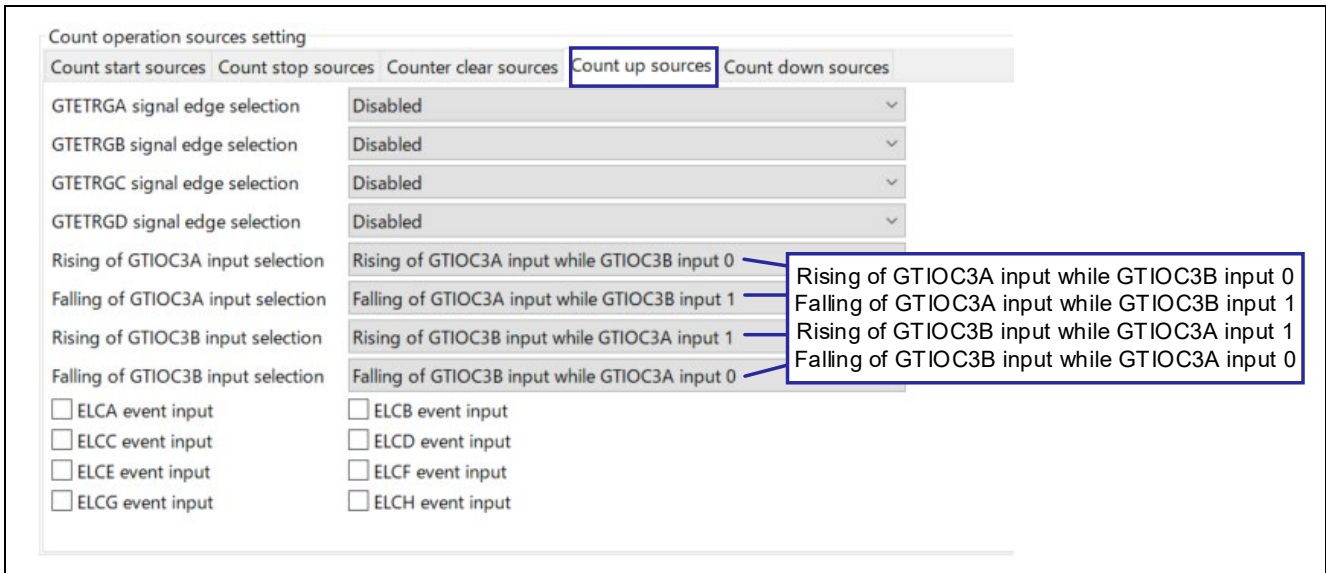 Count operation sources setting
Count start sources Count stop sources Counter clear sources Count up sources Count down sources
GTETRGA signal edge selection Disabled
GTETRGB signal edge selection Disabled
GTETRGC signal edge selection Disabled
GTETRGD signal edge selection Disabled
Rising of GTIOC3A input selection Rising of GTIOC3A input while GTIOC3B input 0
Falling of GTIOC3A input selection Falling of GTIOC3A input while GTIOC3B input 1
Rising of GTIOC3B input selection Rising of GTIOC3B input while GTIOC3A input 1
Falling of GTIOC3B input selection Falling of GTIOC3B input while GTIOC3A input 0
Rising of GTIOC3A input while GTIOC3B input 0
Falling of GTIOC3A input while GTIOC3B input 1
Rising of GTIOC3B input while GTIOC3A input 1
Falling of GTIOC3B input while GTIOC3A input 0
ELCA event input ELCB event input
ELCC event input ELCD event input
ELCE event input ELCF event input
ELCG event input ELCH event input